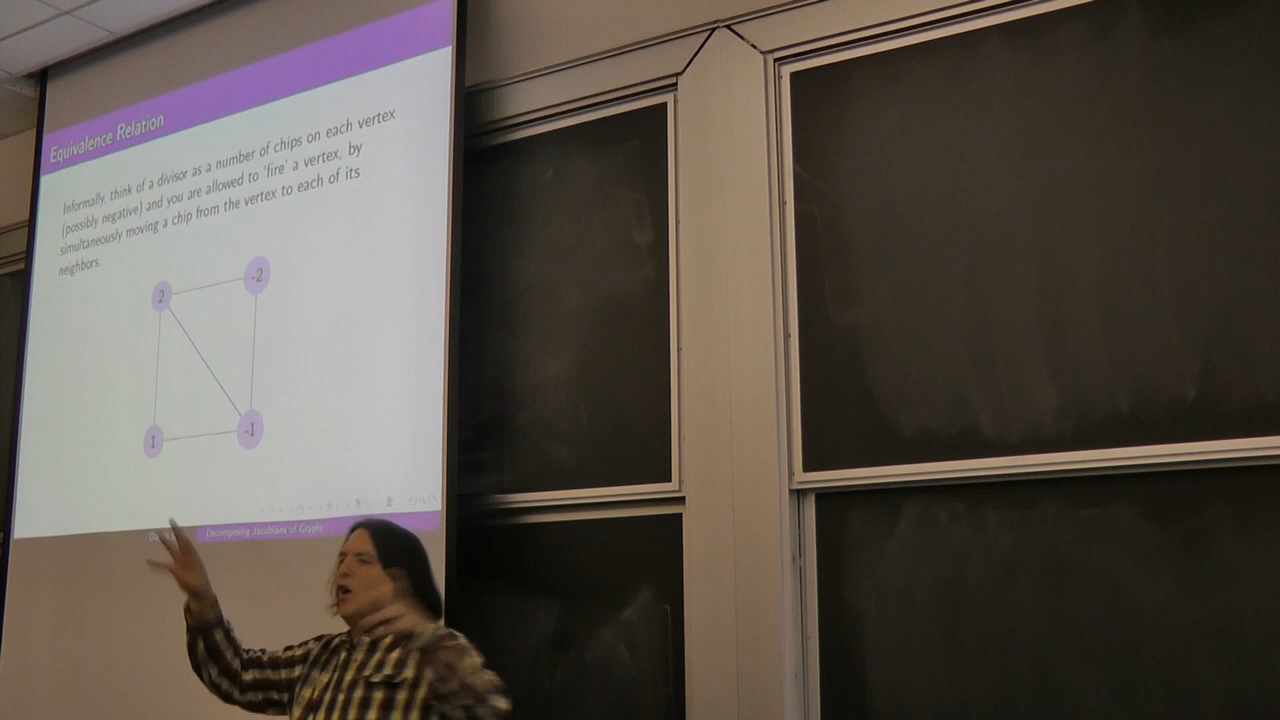 Equivalence Relation
Informally, think of a divisor as a number of chips on each vertex
(possibly negative) and you are allowed to 'fire' a vertex, by
simultaneously moving a chip from the vertex to each of its
neighbors.
2
-2
1
-1
Decomposing Jacobians of Graphs